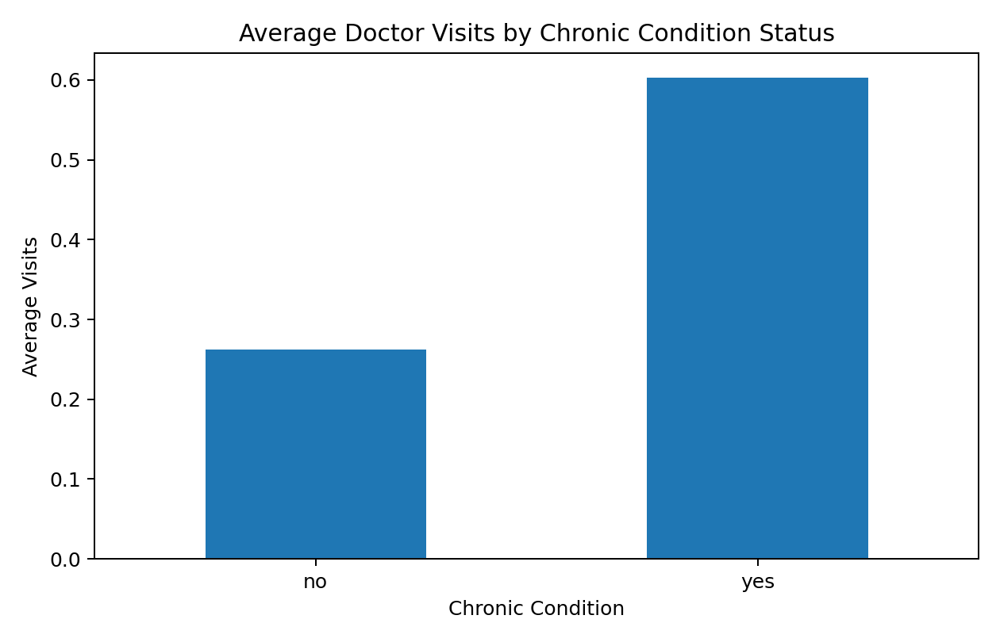 Average Doctor Visits by Chronic Condition Status
Average Visits
0.6
0.5
0.4
0.3
0.2
0.1
0.0
no yes
Chronic Condition